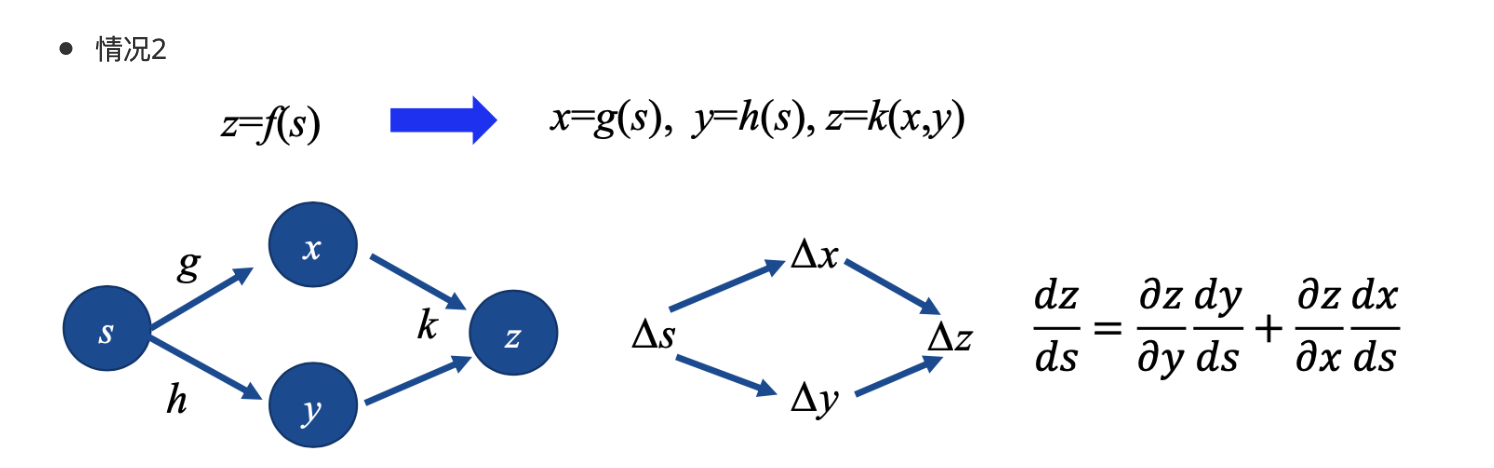 • 情况2
z=f(s) x=g(s), y=h(s), z=k(x,y)
g
x
s
h
y
k
z
Δs
Δx
Δy
Δz
dz/ds = ∂z/∂y dy/ds + ∂z/∂x dx/ds